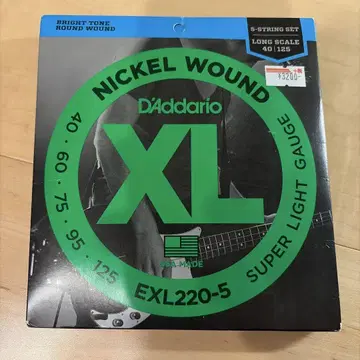 BRIGHT TONE
ROUND WOUND
5-STRING SET
LONG SCALE
40 | 125
¥3200
NICKEL WOUND
D'Addario
XL
40 · 60 · 75 · 95 · 125
USA MADE
EXL220-5
SUPER LIGHT GAUGE